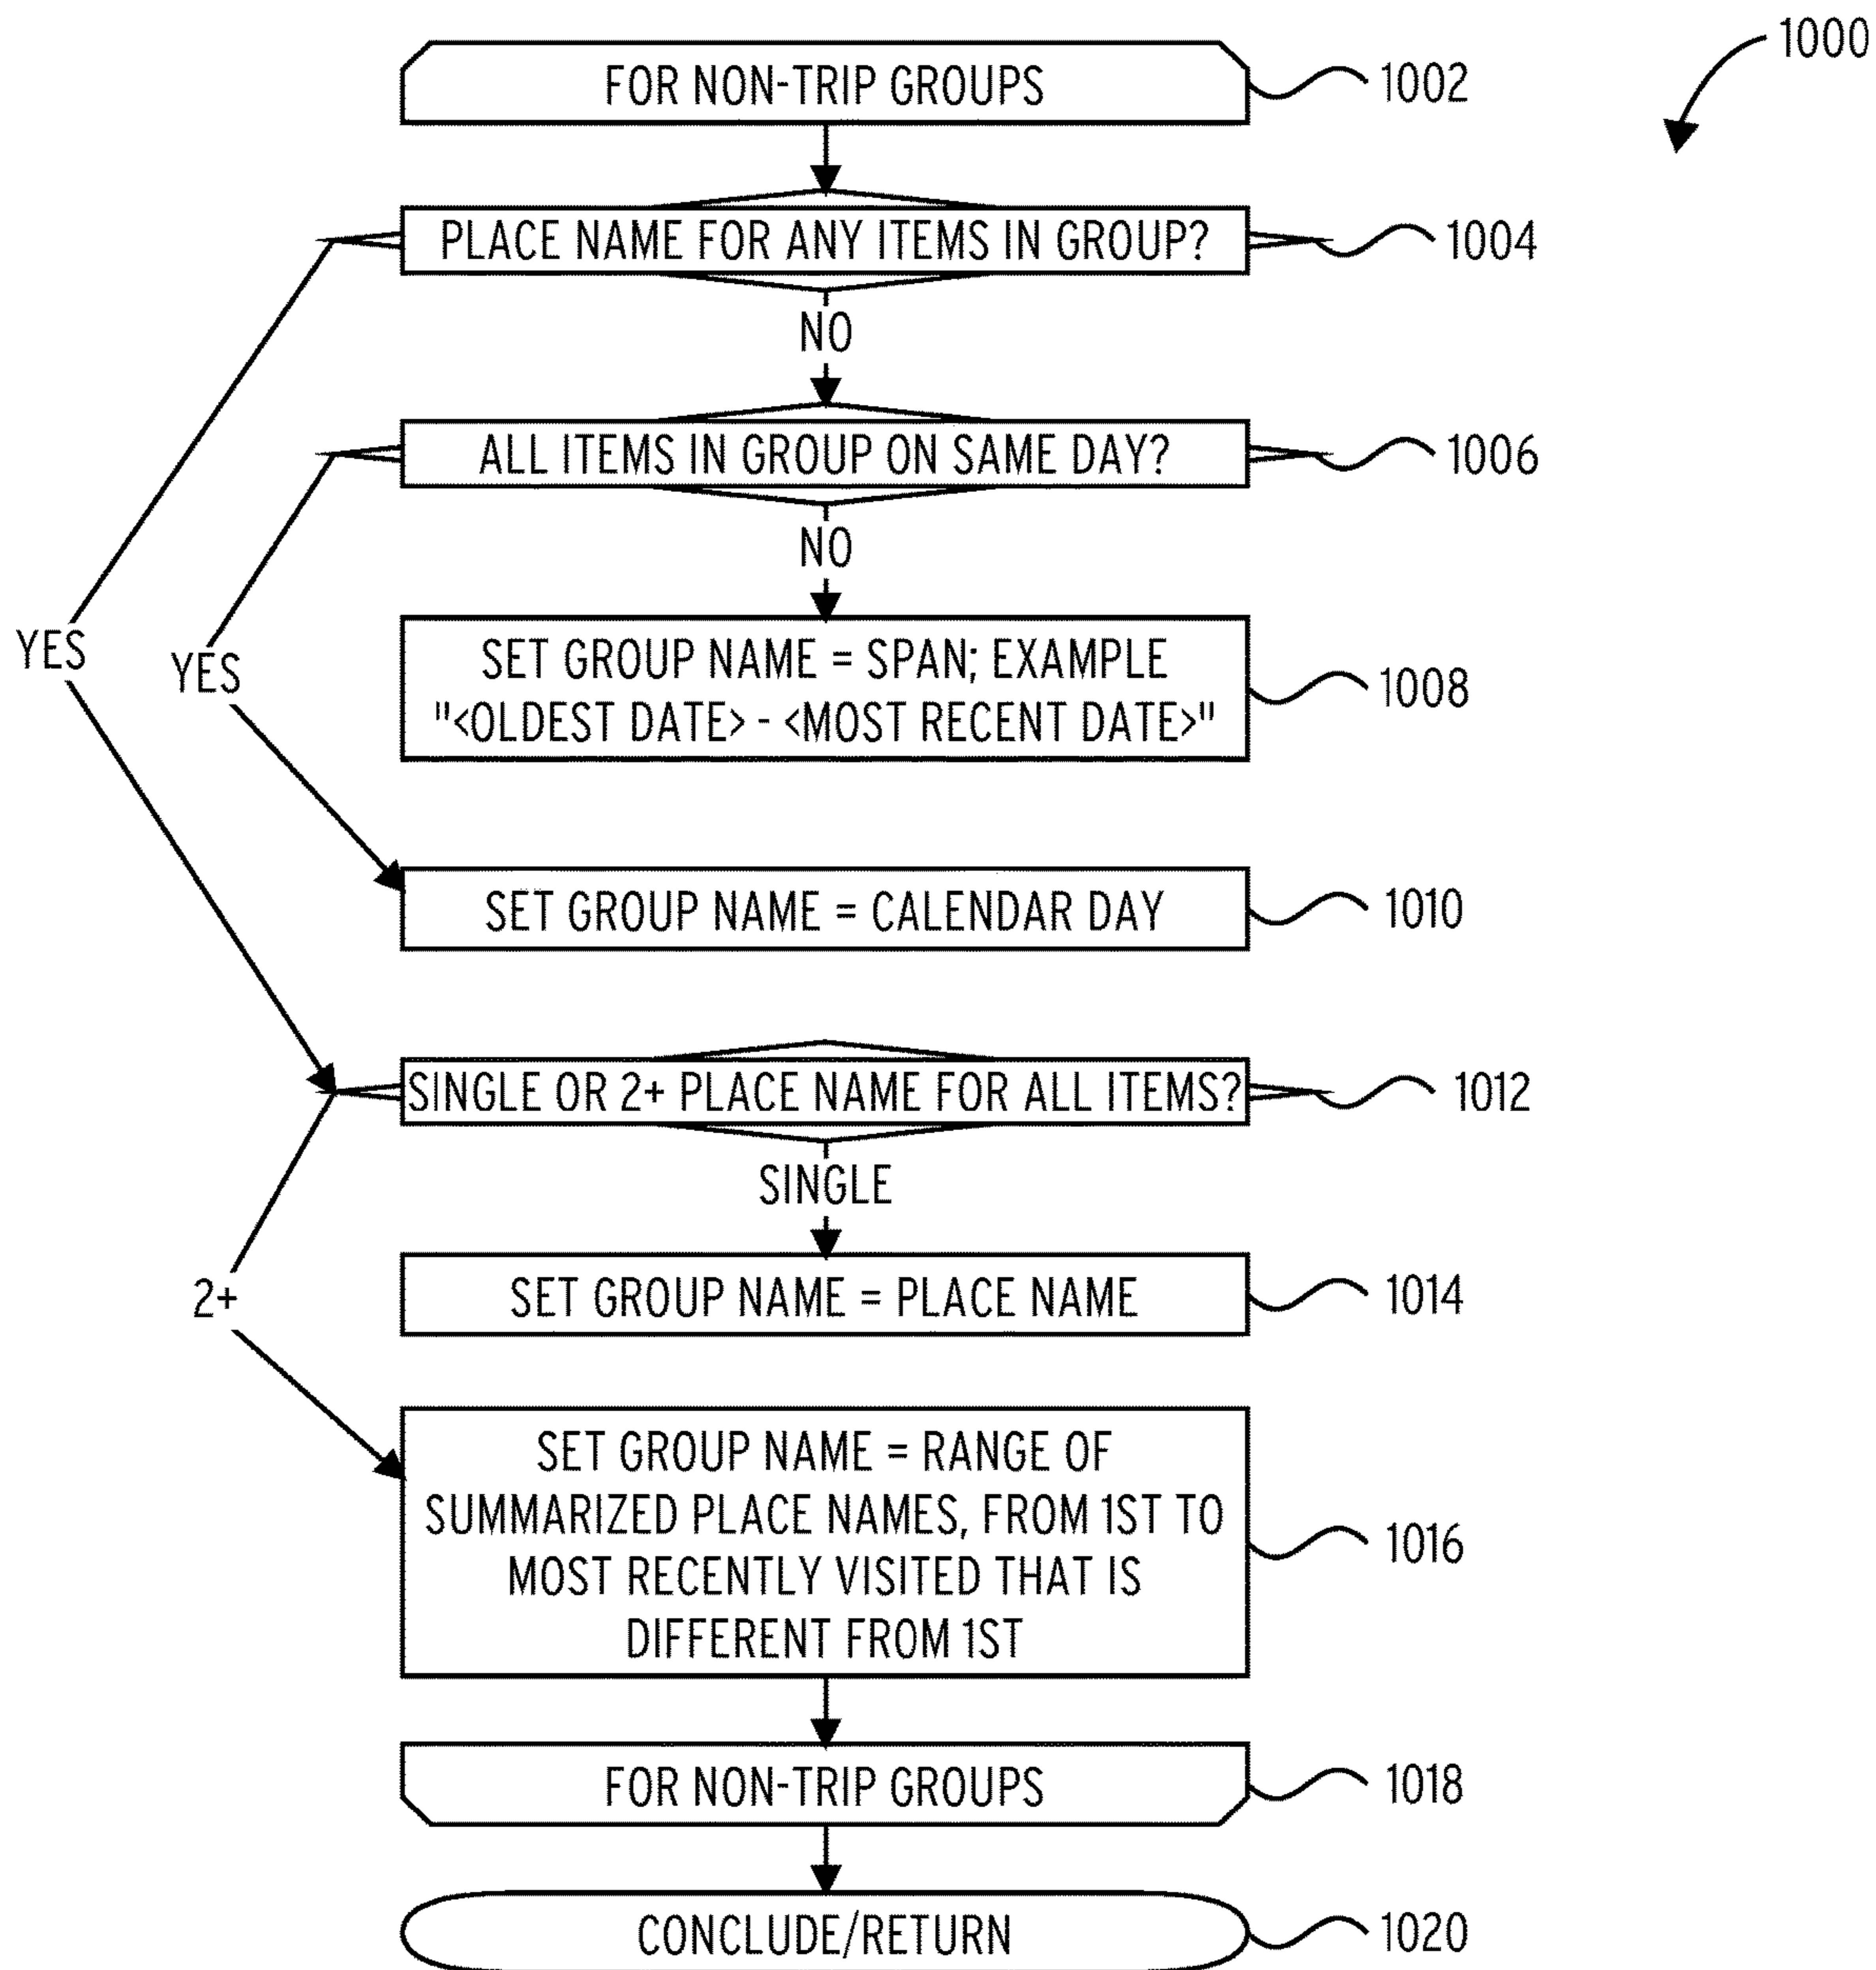 1000
FOR NON-TRIP GROUPS
1002
PLACE NAME FOR ANY ITEMS IN GROUP?
1004
NO
ALL ITEMS IN GROUP ON SAME DAY?
1006
NO
YES
YES
SET GROUP NAME = SPAN; EXAMPLE
"<OLDEST DATE> - <MOST RECENT DATE>"
1008
SET GROUP NAME = CALENDAR DAY
1010
SINGLE OR 2+ PLACE NAME FOR ALL ITEMS?
1012
SINGLE
2+
SET GROUP NAME = PLACE NAME
1014
SET GROUP NAME = RANGE OF
SUMMARIZED PLACE NAMES, FROM 1ST TO
MOST RECENTLY VISITED THAT IS
DIFFERENT FROM 1ST
1016
FOR NON-TRIP GROUPS
1018
CONCLUDE/RETURN
1020